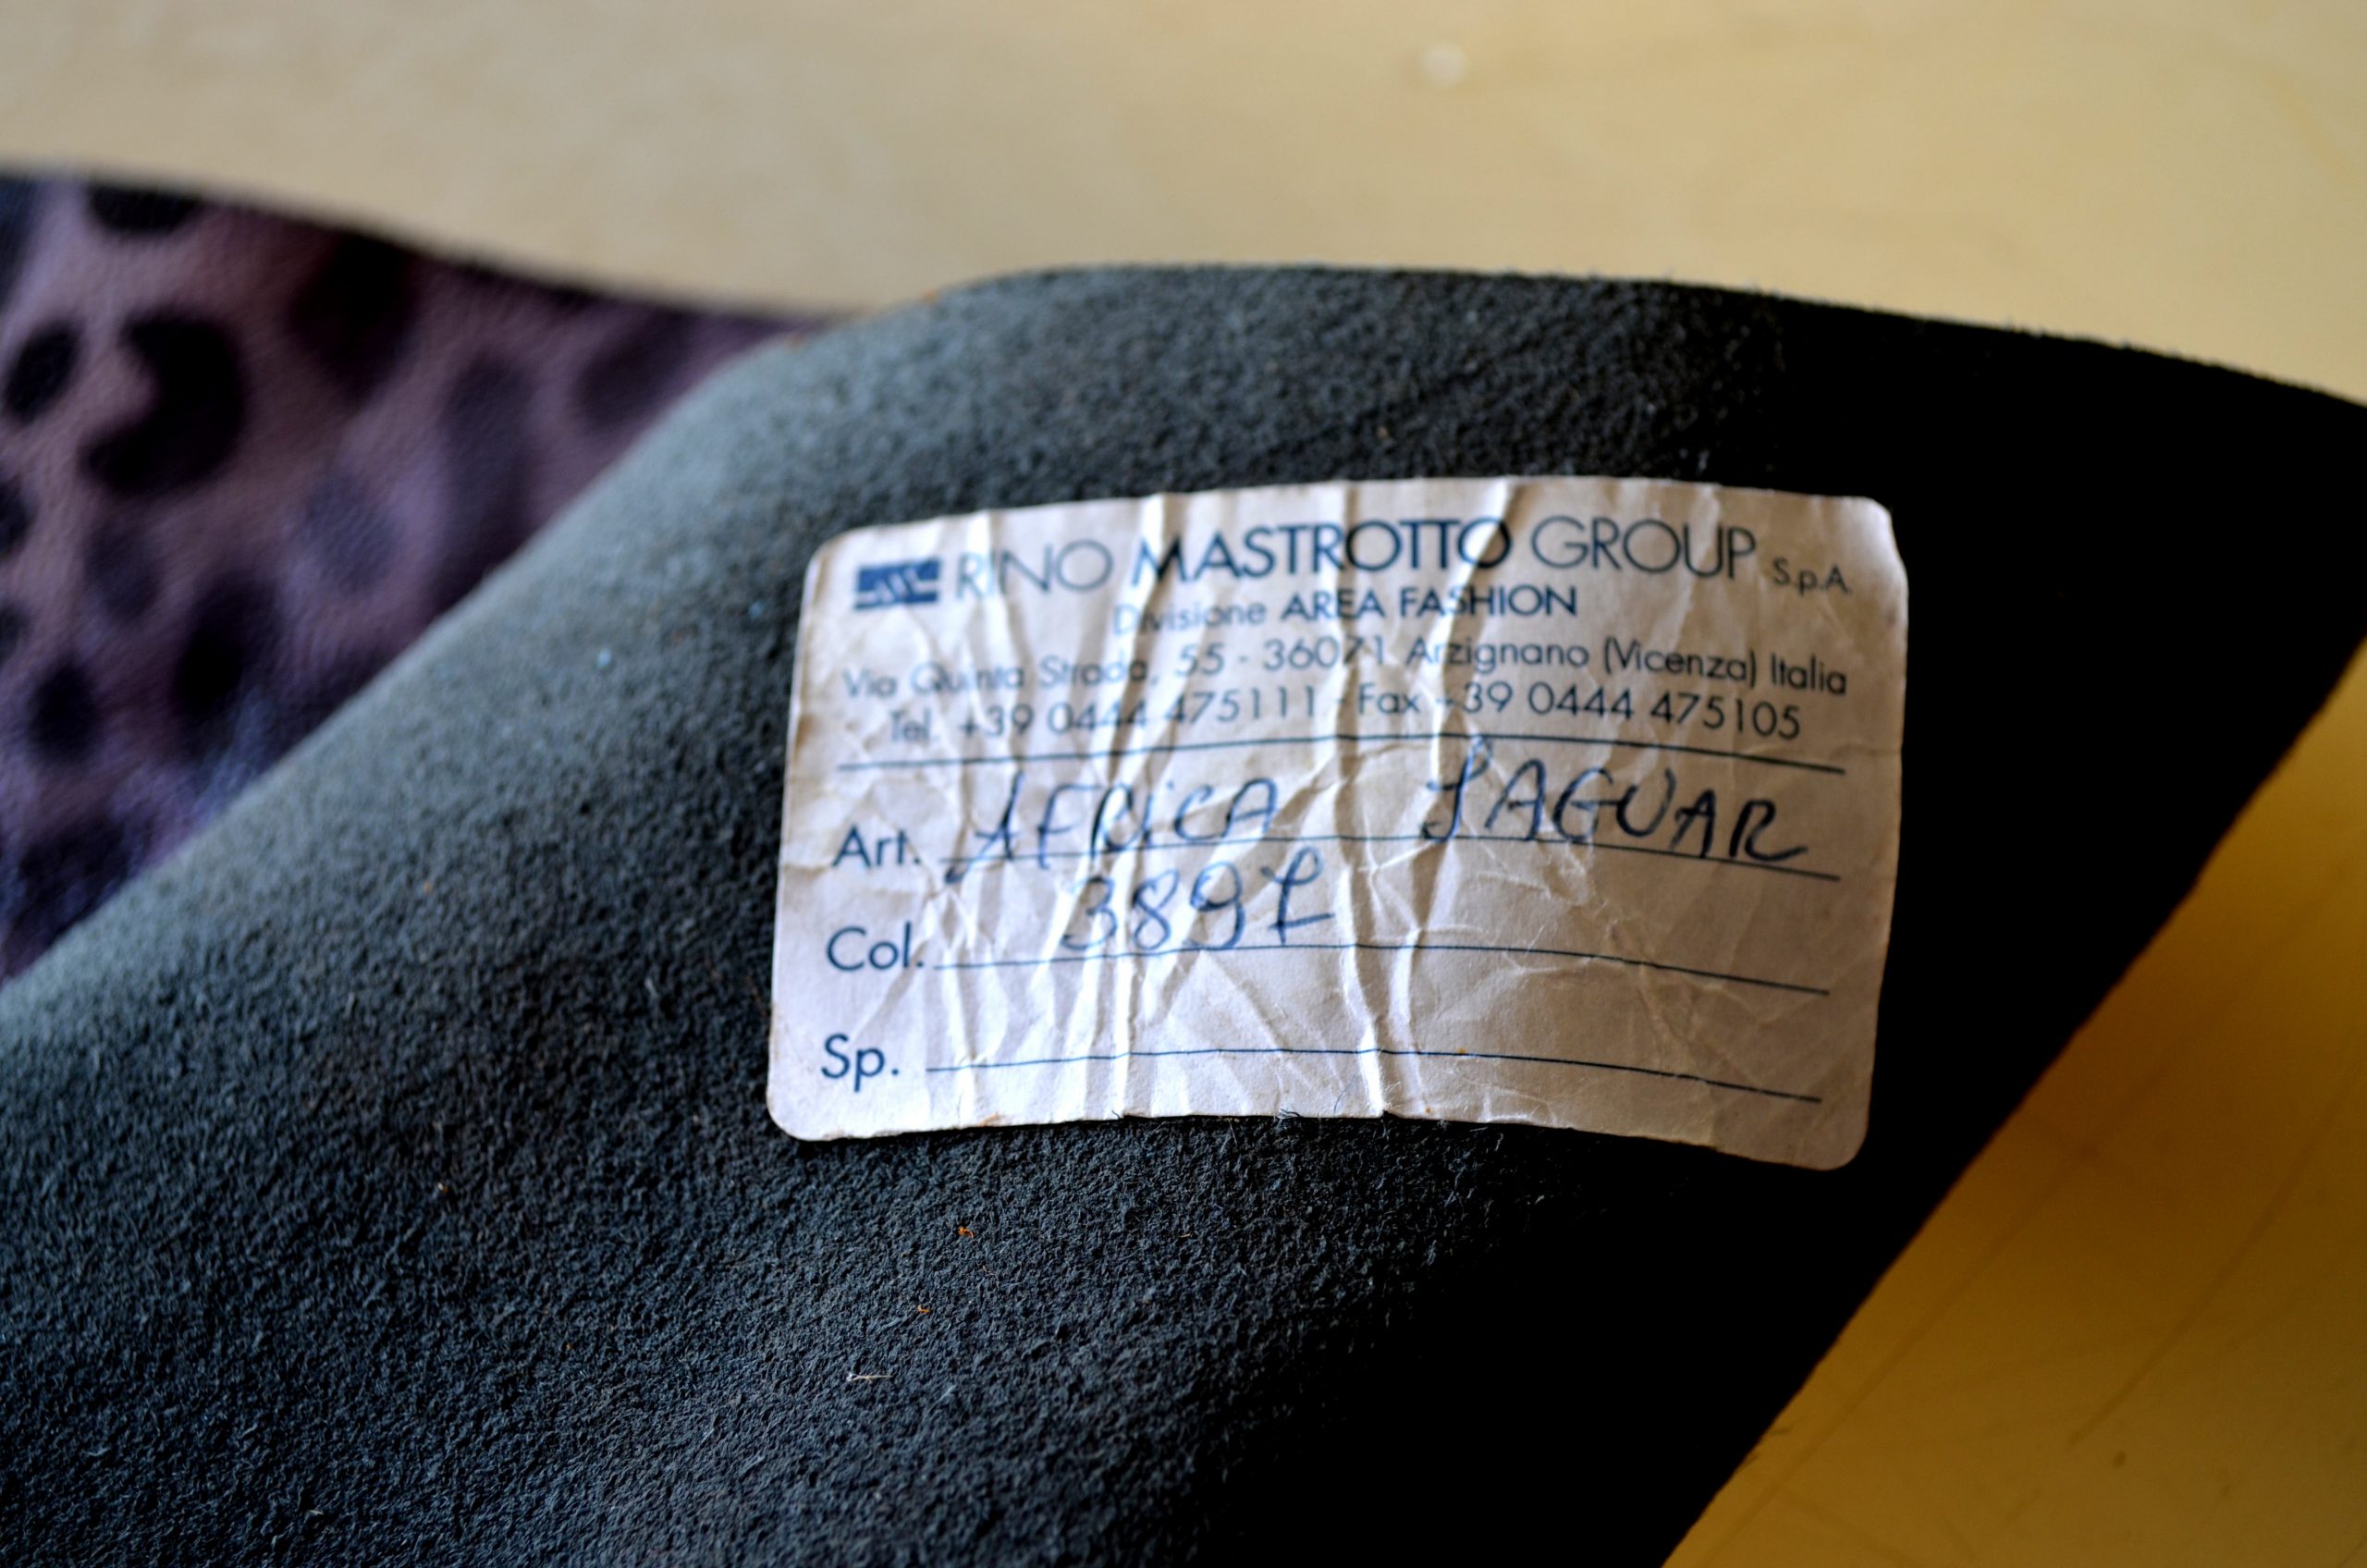 RINO MASTROTTO GROUP S.p.A.
Divisione AREA FASHION
Via Quinta Strada, 55 - 36071 Arzignano (Vicenza) Italia
Tel. +39 0444 475111 - Fax +39 0444 475105
Art. AFRiCA JAGUAR
Col.
Sp.